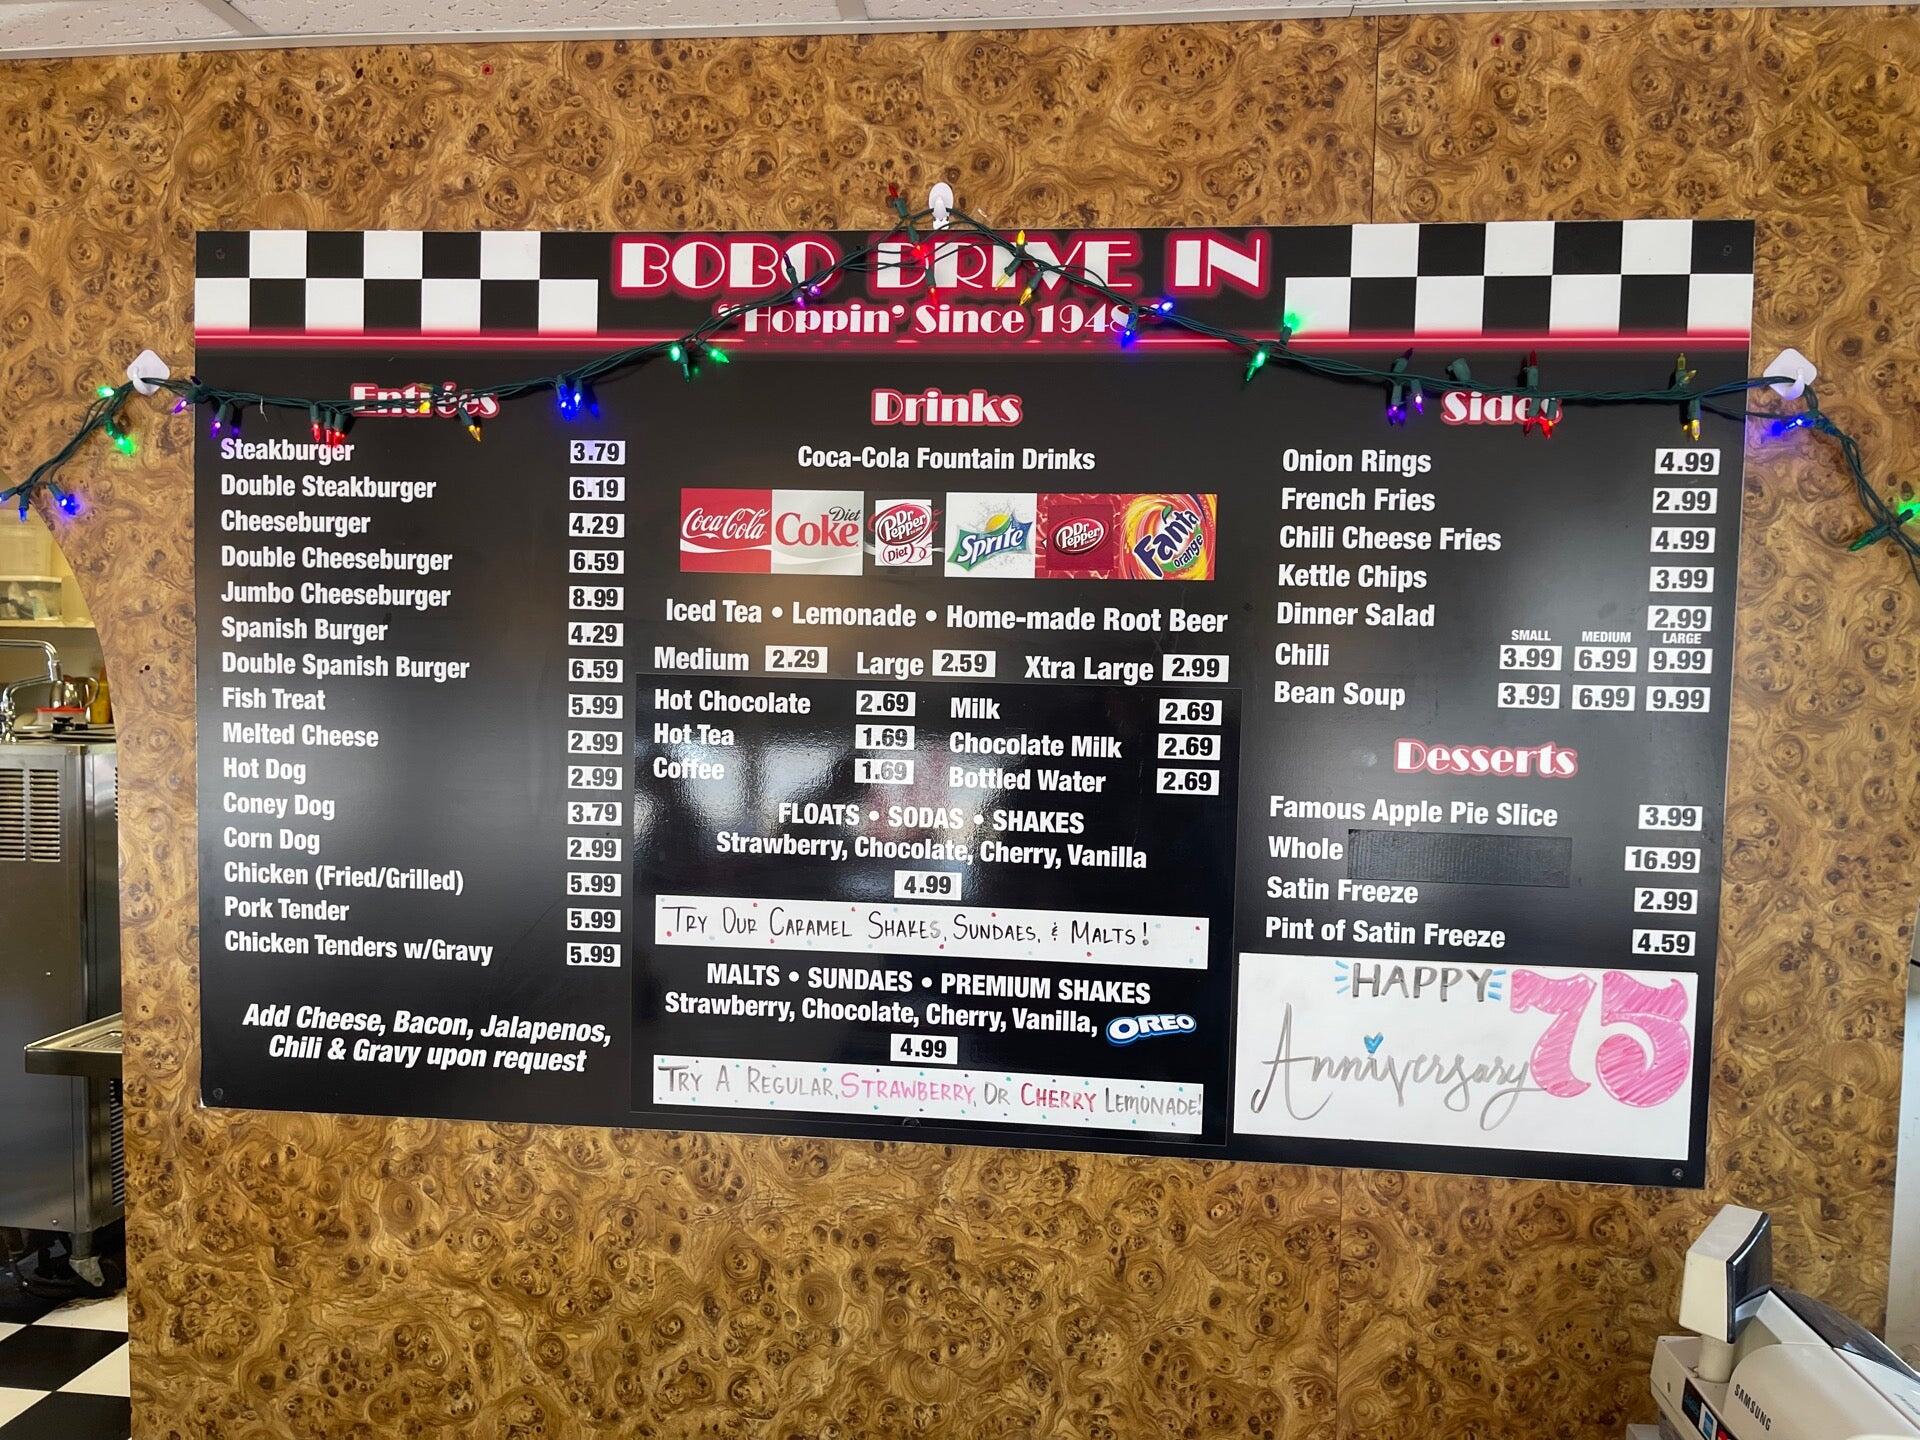 BOBO DRIVE IN
"Hoppin' Since 1948"
Entrées
Steakburger 3.79
Double Steakburger 6.19
Cheeseburger 4.29
Double Cheeseburger 6.59
Jumbo Cheeseburger 8.99
Spanish Burger 4.29
Double Spanish Burger 6.59
Fish Treat 5.99
Melted Cheese 2.99
Hot Dog 2.99
Coney Dog 3.79
Corn Dog 2.99
Chicken (Fried/Grilled) 5.99
Pork Tender 5.99
Chicken Tenders w/Gravy 5.99
Add Cheese, Bacon, Jalapenos,
Chili & Gravy upon request
Drinks
Coca-Cola Fountain Drinks
Coca-Cola Diet Coke Dr Pepper Diet Sprite Dr Pepper Fanta orange
Iced Tea • Lemonade • Home-made Root Beer
Medium 2.29 Large 2.59 Xtra Large 2.99
Hot Chocolate 2.69 Milk 2.69
Hot Tea 1.69 Chocolate Milk 2.69
Coffee 1.69 Bottled Water 2.69
FLOATS • SODAS • SHAKES
Strawberry, Chocolate, Cherry, Vanilla
4.99
TRY OUR CARAMEL SHAKES, SUNDAES, & MALTS!
MALTS • SUNDAES • PREMIUM SHAKES
Strawberry, Chocolate, Cherry, Vanilla, OREO
4.99
TRY A REGULAR, STRAWBERRY, OR CHERRY LEMONADE!
Sides
Onion Rings 4.99
French Fries 2.99
Chili Cheese Fries 4.99
Kettle Chips 3.99
Dinner Salad 2.99
SMALL MEDIUM LARGE
Chili 3.99 6.99 9.99
Bean Soup 3.99 6.99 9.99
Desserts
Famous Apple Pie Slice 3.99
Whole 16.99
Satin Freeze 2.99
Pint of Satin Freeze 4.59
HAPPY 75
Anniversary
SAMSUNG